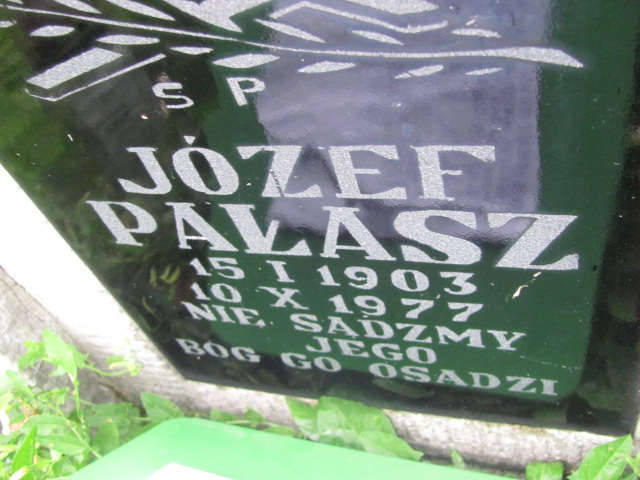 S P
JÓZEF
PAŁASZ
15 I 1903
10 X 1977
NIE SĄDZMY
JEGO
BÓG GO OSĄDZI